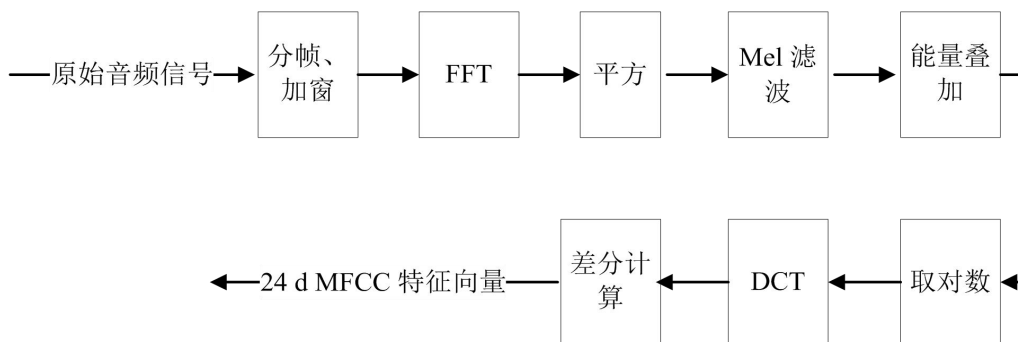 原始音频信号
分帧、
加窗
FFT
平方
Mel 滤
波
能量叠
加
取对数
DCT
差分计
算
24 d MFCC 特征向量